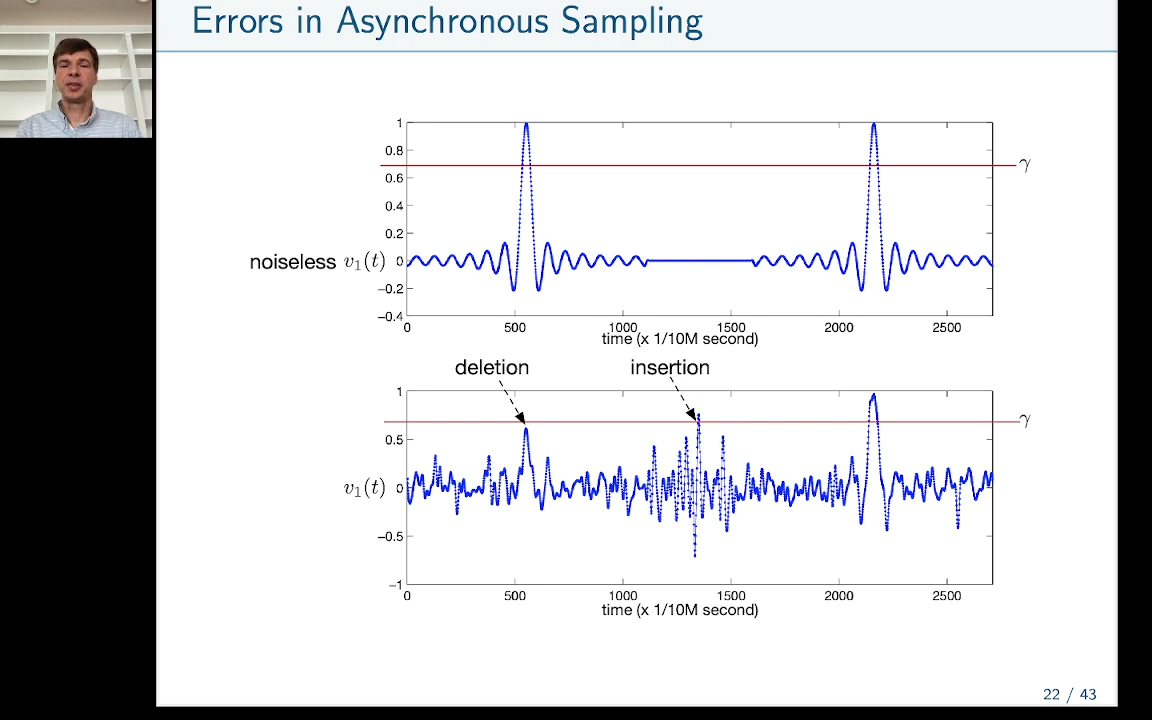 Errors in Asynchronous Sampling
1
0.8
γ
0.6
0.4
0.2
noiseless v₁(t) 0
−0.2
−0.4
0 500 1000 1500 2000 2500
time (x 1/10M second)
deletion insertion
1
γ
0.5
v₁(t) 0
−0.5
−1
0 500 1000 1500 2000 2500
time (x 1/10M second)
22 / 43